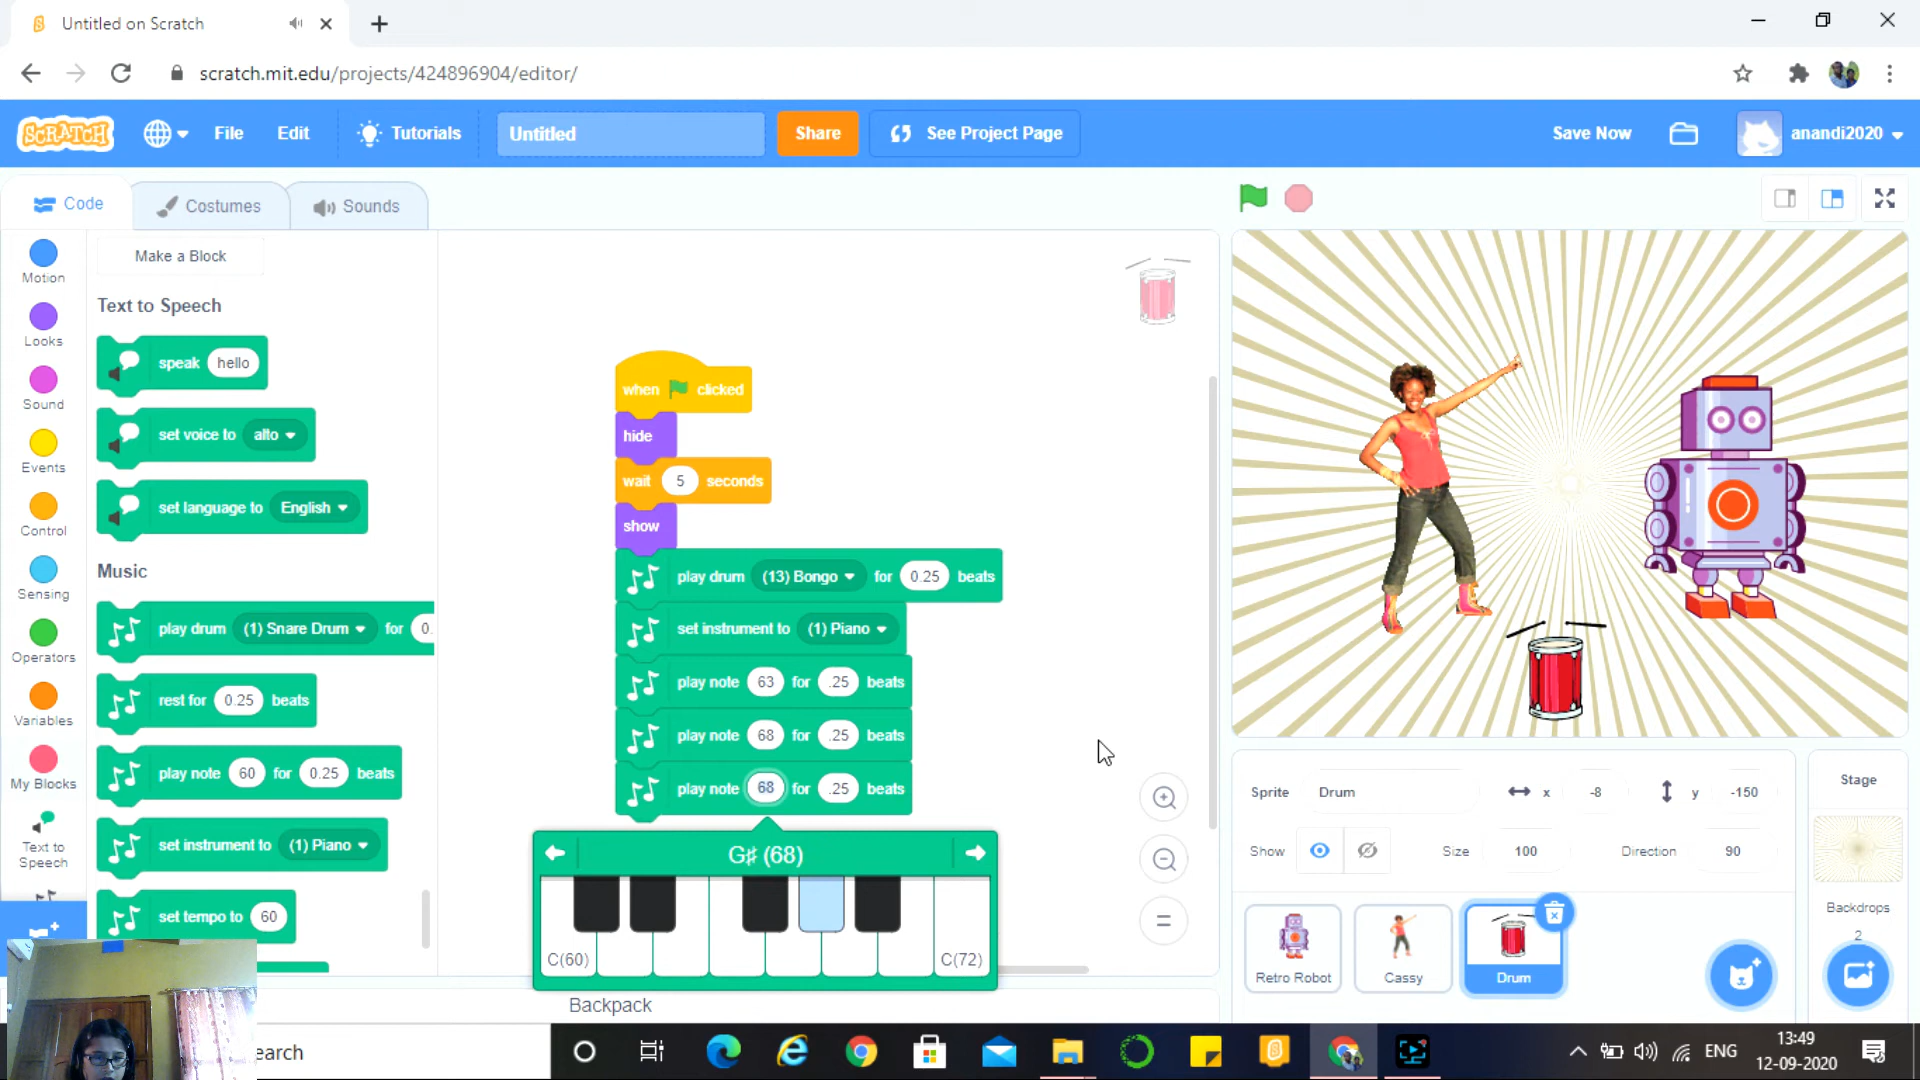 Untitled on Scratch
scratch.mit.edu/projects/424896904/editor/
SCRATCH
File
Edit
Tutorials
Untitled
Share
See Project Page
Save Now
anandi2020
Code
Costumes
Sounds
Motion
Looks
Sound
Events
Control
Sensing
Operators
Variables
My Blocks
Text to
Speech
Make a Block
Text to Speech
speak hello
set voice to alto
set language to English
Music
play drum (1) Snare Drum for 0.
rest for 0.25 beats
play note 60 for 0.25 beats
set instrument to (1) Piano
set tempo to 60
when clicked
hide
wait 5 seconds
show
play drum (13) Bongo for 0.25 beats
set instrument to (1) Piano
play note 63 for .25 beats
play note 68 for .25 beats
play note 68 for .25 beats
G♯ (68)
C(60) C(72)
Backpack
Sprite Drum x -8 y -150
Show Size 100 Direction 90
Retro Robot
Cassy
Drum
Stage
Backdrops
2
earch
ENG
13:49
12-09-2020